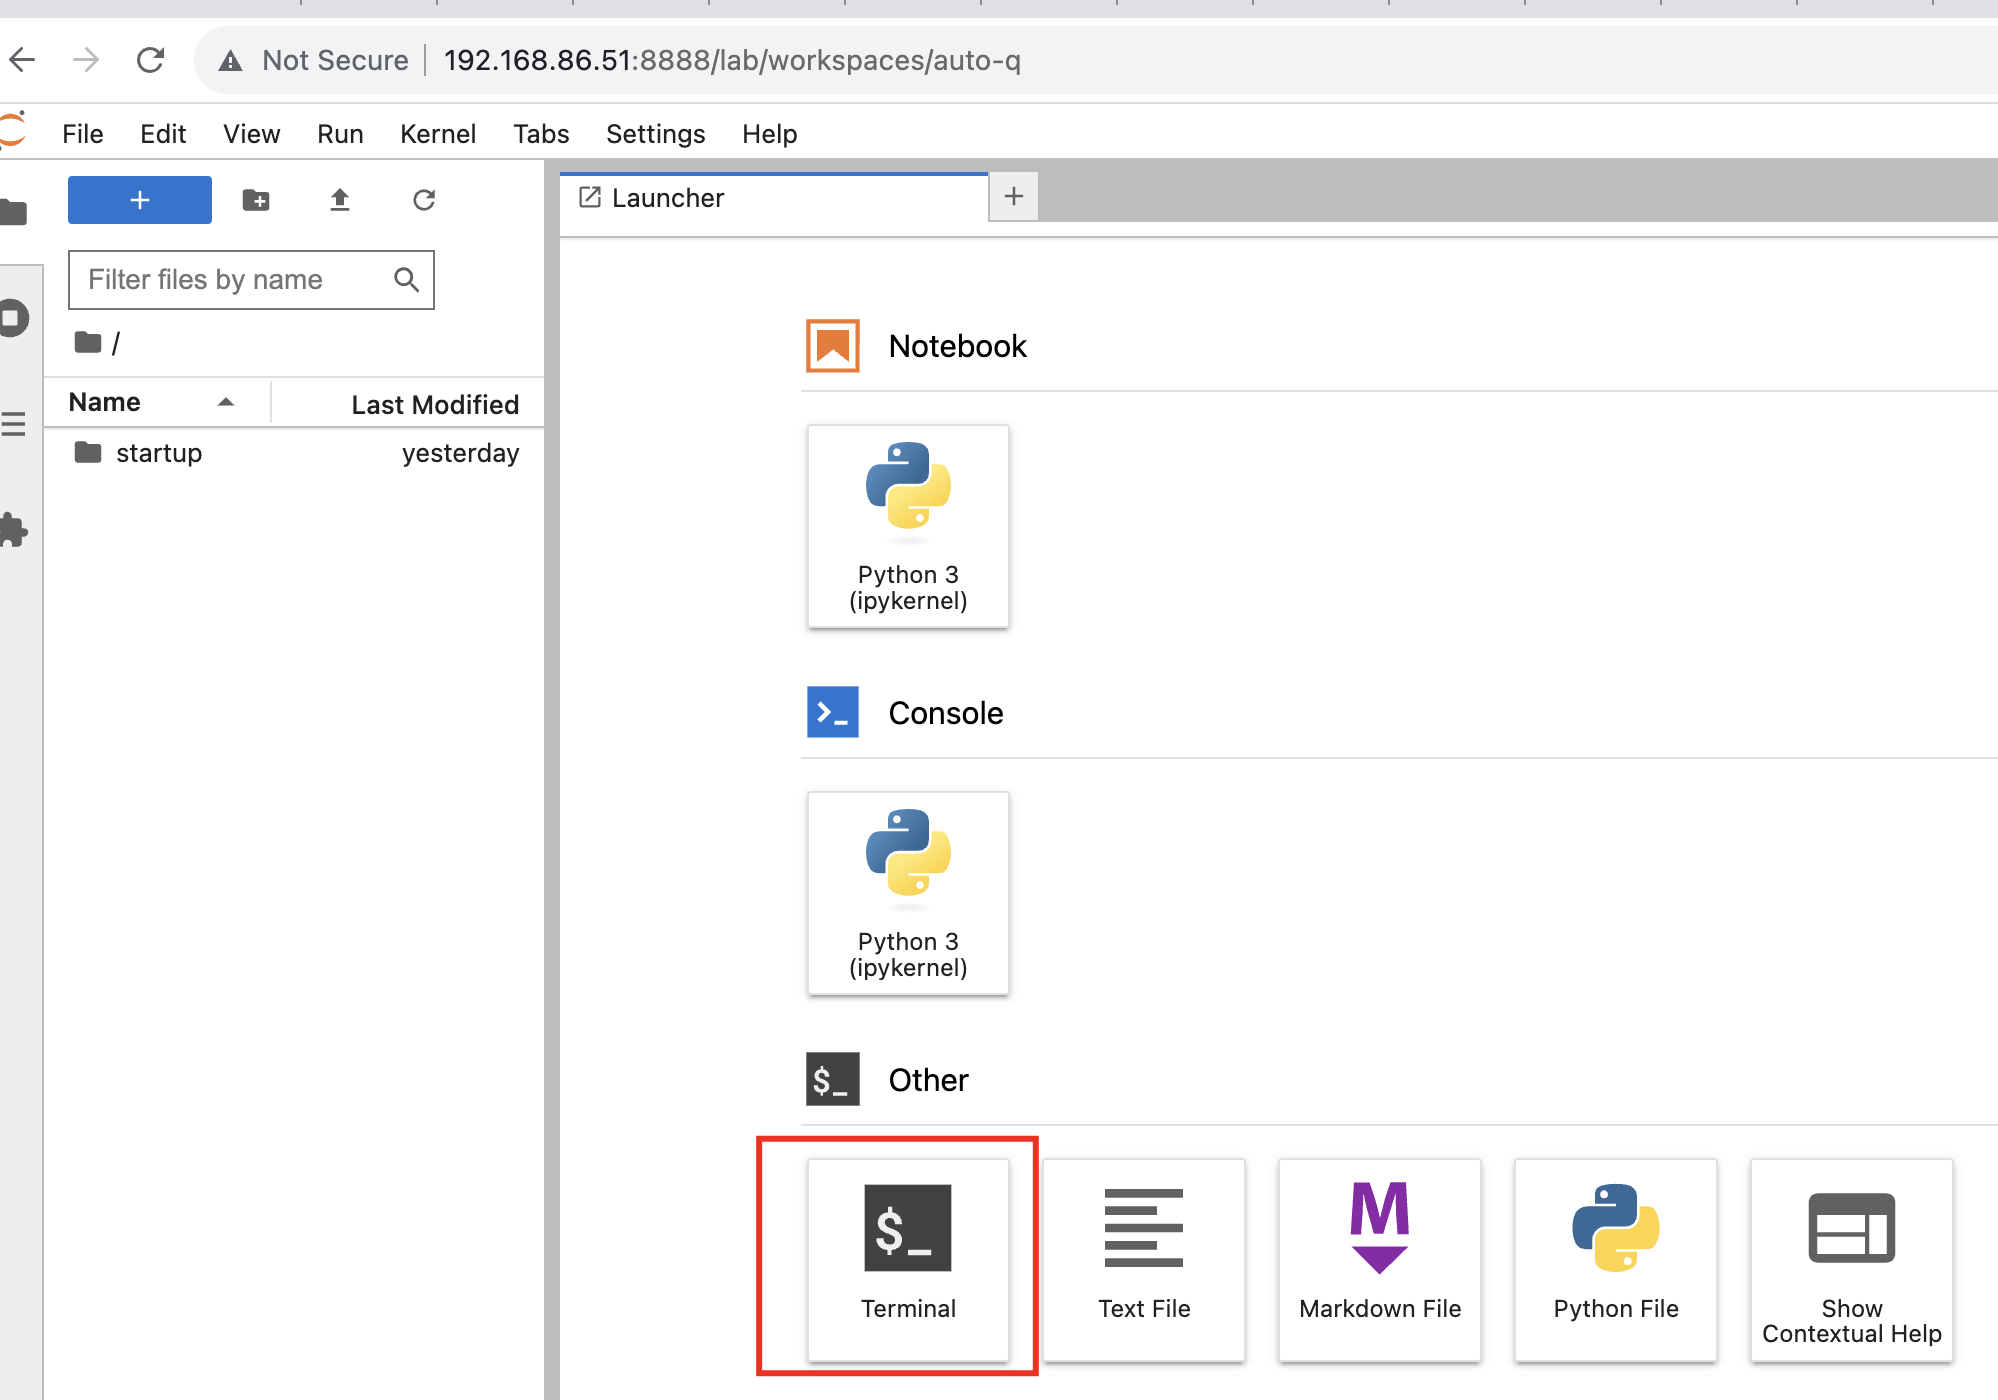 Not Secure | 192.168.86.51:8888/lab/workspaces/auto-q
File Edit View Run Kernel Tabs Settings Help
+
Launcher
+
Filter files by name
/
Name Last Modified
startup yesterday
Notebook
Python 3
(ipykernel)
>_ Console
Python 3
(ipykernel)
$_ Other
$_
Terminal
Text File
M
Markdown File
Python File
Show
Contextual Help